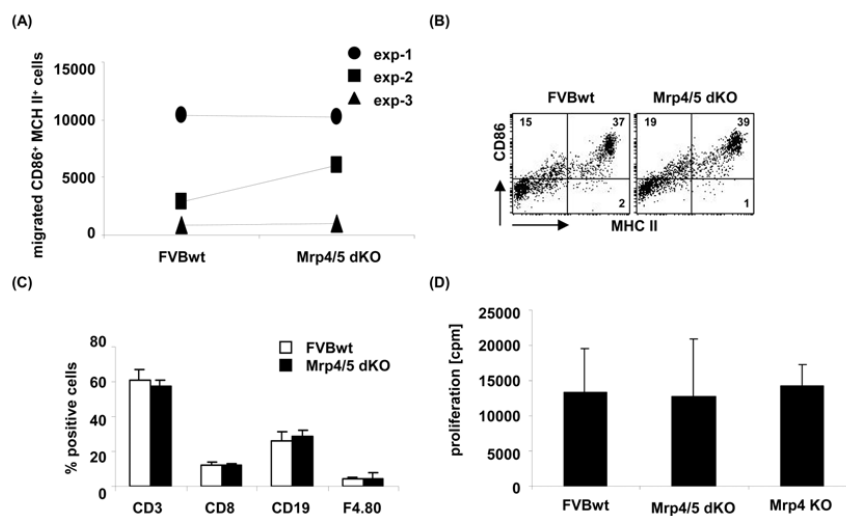 (A)
exp-1
exp-2
exp-3
migrated CD86⁺ MCH II⁺ cells
15000
10000
5000
0
FVBwt
Mrp4/5 dKO
(B)
FVBwt
Mrp4/5 dKO
CD86
15
37
2
19
39
1
MHC II
(C)
FVBwt
Mrp4/5 dKO
% positive cells
80
60
40
20
0
CD3
CD8
CD19
F4.80
(D)
proliferation [cpm]
25000
20000
15000
10000
5000
0
FVBwt
Mrp4/5 dKO
Mrp4 KO